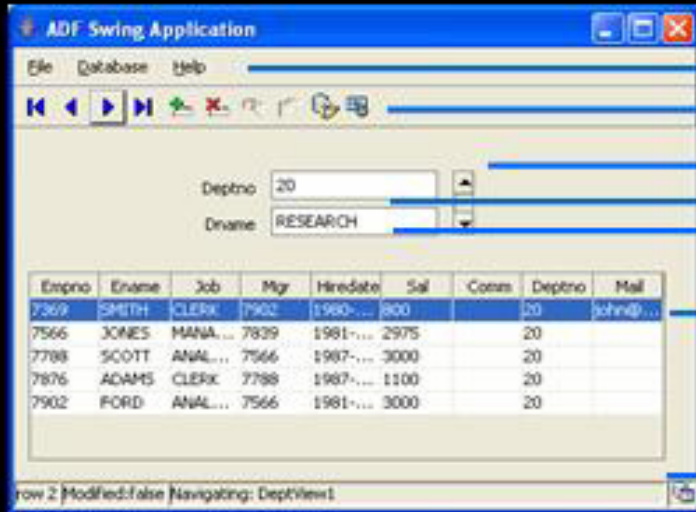 ADF Swing Application
File Database Help
Deptno 20
Dname RESEARCH
Empno Ename Job Mgr Hiredate Sal Comm Deptno Mail
7369 SMITH CLERK 7902 1980-... 800 20 john@...
7566 JONES MANA... 7839 1981-... 2975 20
7788 SCOTT ANAL... 7566 1987-... 3000 20
7876 ADAMS CLERK 7788 1987-... 1100 20
7902 FORD ANAL... 7566 1981-... 3000 20
row 2 Modified:false Navigating: DeptView1